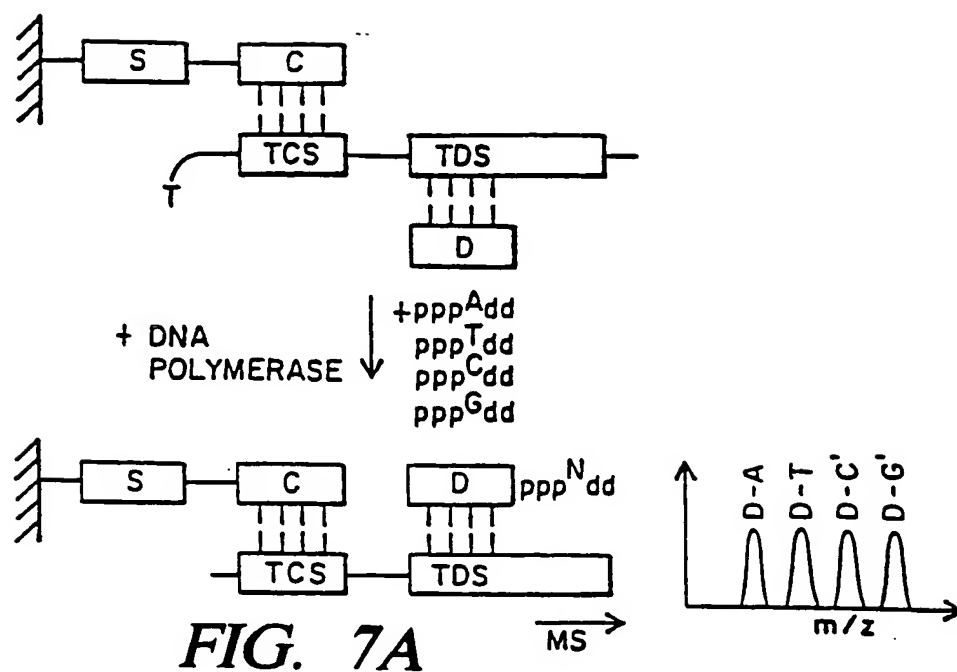 S
C
TCS
TDS
T
D
+ DNA
POLYMERASE
+pppAdd
pppTdd
pppCdd
pppGdd
S
C
D
pppNdd
TCS
TDS
MS
D-A
D-T
D-C'
D-G'
m/z
FIG. 7A